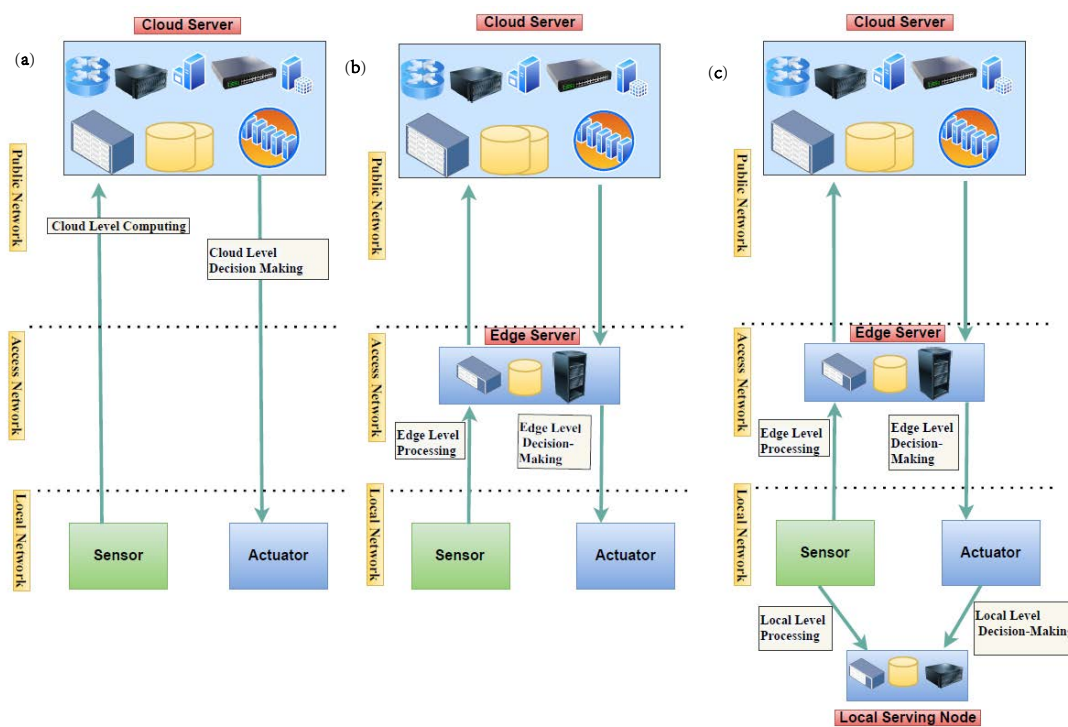 (a)
Cloud Server
Public Network
Cloud Level Computing
Cloud Level
Decision Making
Access Network
Local Network
Sensor
Actuator
(b)
Cloud Server
Public Network
Edge Server
Access Network
Edge Level
Processing
Edge Level
Decision-
Making
Local Network
Sensor
Actuator
(c)
Cloud Server
Public Network
Edge Server
Access Network
Edge Level
Processing
Edge Level
Decision-
Making
Local Network
Sensor
Actuator
Local Level
Processing
Local Level
Decision-Making
Local Serving Node